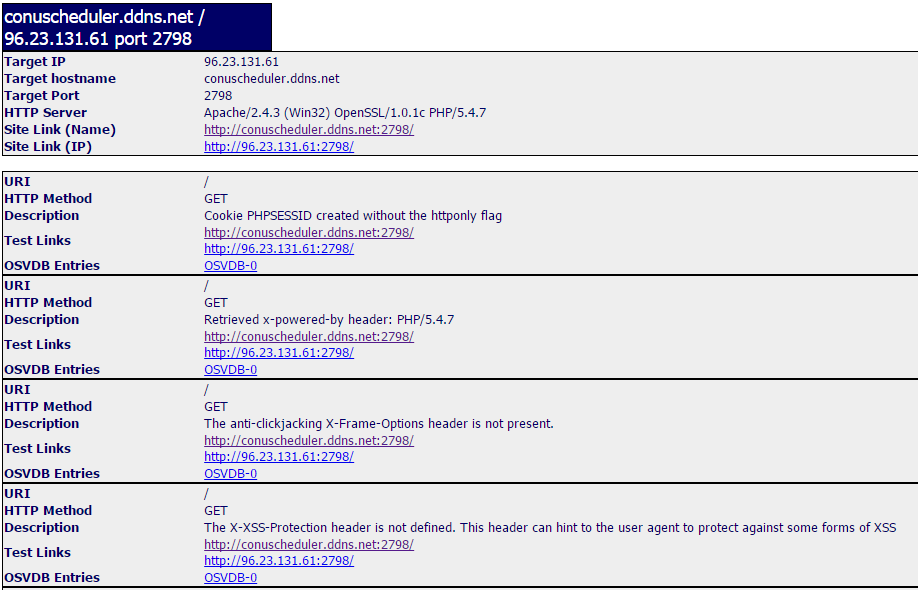 conuscheduler.ddns.net /
96.23.131.61 port 2798
Target IP 96.23.131.61
Target hostname conuscheduler.ddns.net
Target Port 2798
HTTP Server Apache/2.4.3 (Win32) OpenSSL/1.0.1c PHP/5.4.7
Site Link (Name) http://conuscheduler.ddns.net:2798/
Site Link (IP) http://96.23.131.61:2798/
URI /
HTTP Method GET
Description Cookie PHPSESSID created without the httponly flag
Test Links http://conuscheduler.ddns.net:2798/
http://96.23.131.61:2798/
OSVDB Entries OSVDB-0
URI /
HTTP Method GET
Description Retrieved x-powered-by header: PHP/5.4.7
Test Links http://conuscheduler.ddns.net:2798/
http://96.23.131.61:2798/
OSVDB Entries OSVDB-0
URI /
HTTP Method GET
Description The anti-clickjacking X-Frame-Options header is not present.
Test Links http://conuscheduler.ddns.net:2798/
http://96.23.131.61:2798/
OSVDB Entries OSVDB-0
URI /
HTTP Method GET
Description The X-XSS-Protection header is not defined. This header can hint to the user agent to protect against some forms of XSS
Test Links http://conuscheduler.ddns.net:2798/
http://96.23.131.61:2798/
OSVDB Entries OSVDB-0